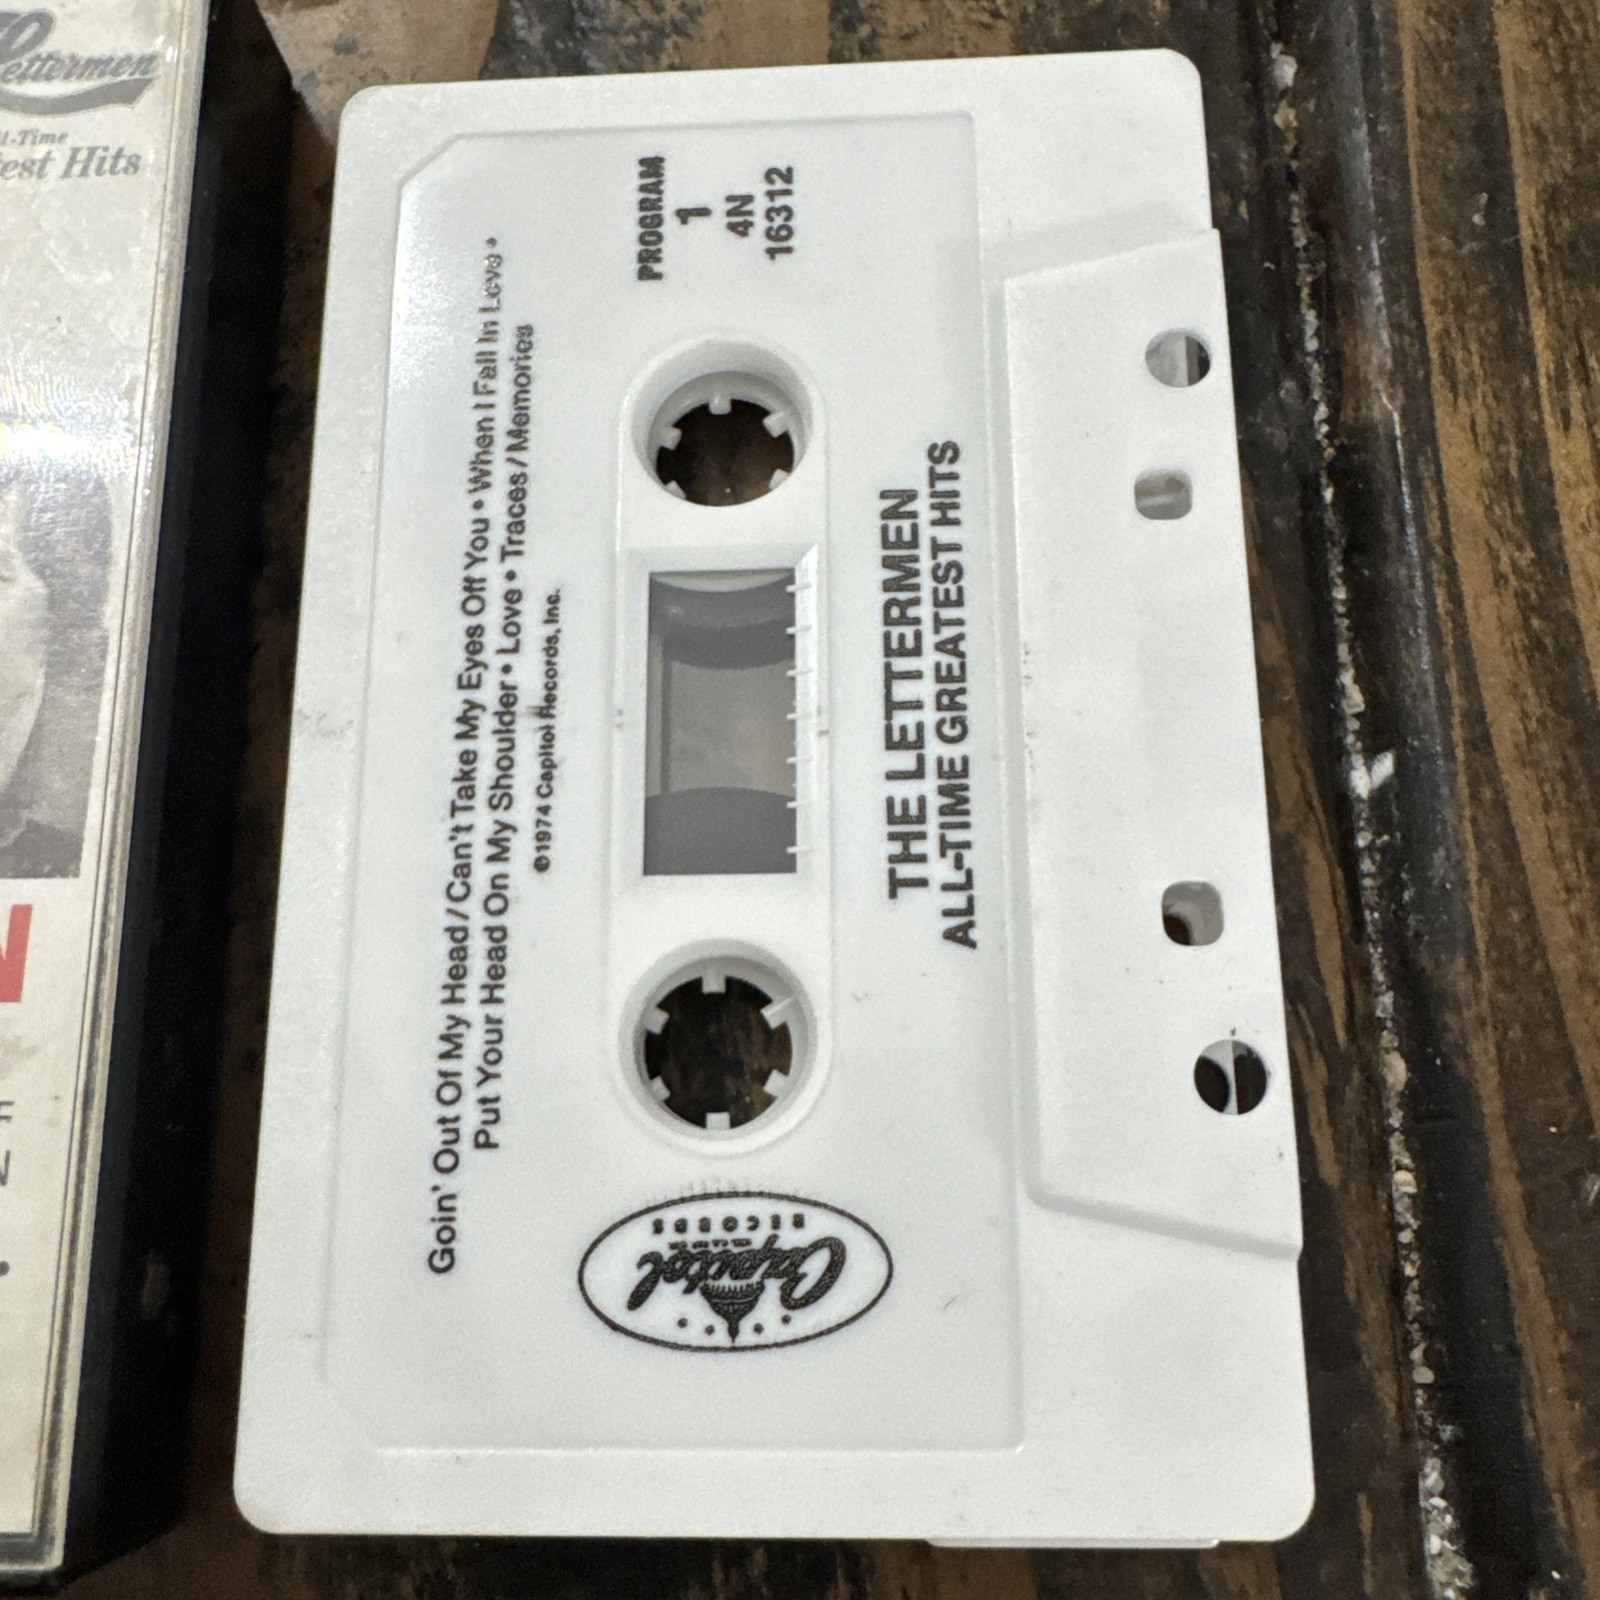 Lettermen
Time
est Hits
N
Goin' Out Of My Head/Can't Take My Eyes Off You • When I Fall In Love •
Put Your Head On My Shoulder • Love • Traces/Memories
©1974 Capitol Records, Inc.
PROGRAM
1
4N
16312
THE LETTERMEN
ALL-TIME GREATEST HITS
Capitol
RECORDS